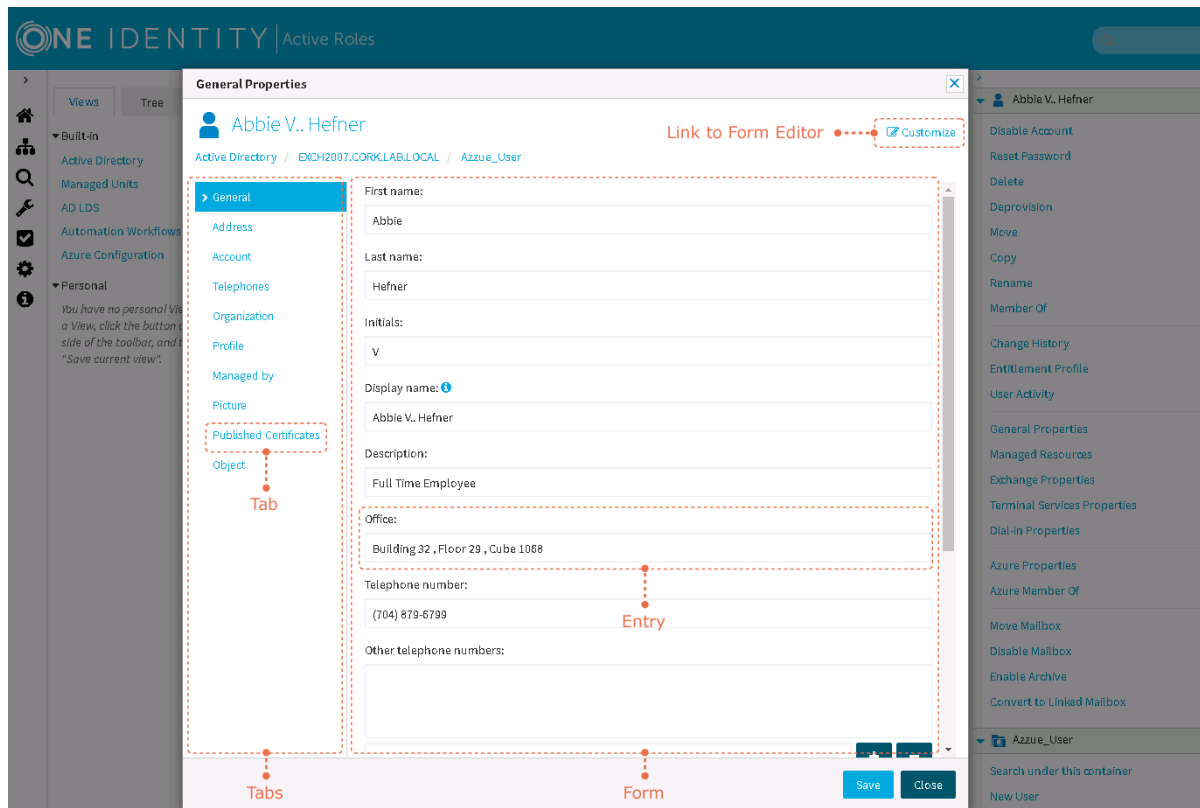 ONE IDENTITY Active Roles
Views
Tree
Built-in
Active Directory
Managed Units
AD LDS
Automation Workflows
Azure Configuration
Personal
You have no personal Vie
a View, click the button
side of the toolbar, and t
"Save current view".
General Properties
Abbie V.. Hefner
Link to Form Editor
Customize
Active Directory / EXCH2007.CORK.LAB.LOCAL / Azzue_User
General
Address
Account
Telephones
Organization
Profile
Managed by
Picture
Published Certificates
Object
Tab
Tabs
First name:
Abbie
Last name:
Hefner
Initials:
V
Display name:
Abbie V.. Hefner
Description:
Full Time Employee
Office:
Building 32 , Floor 29 , Cube 1068
Telephone number:
(704) 879-6799
Entry
Other telephone numbers:
Form
Save
Close
Abbie V.. Hefner
Disable Account
Reset Password
Delete
Deprovision
Move
Copy
Rename
Member Of
Change History
Entitlement Profile
User Activity
General Properties
Managed Resources
Exchange Properties
Terminal Services Properties
Dial-in Properties
Azure Properties
Azure Member Of
Move Mailbox
Disable Mailbox
Enable Archive
Convert to Linked Mailbox
Azzue_User
Search under this container
New User